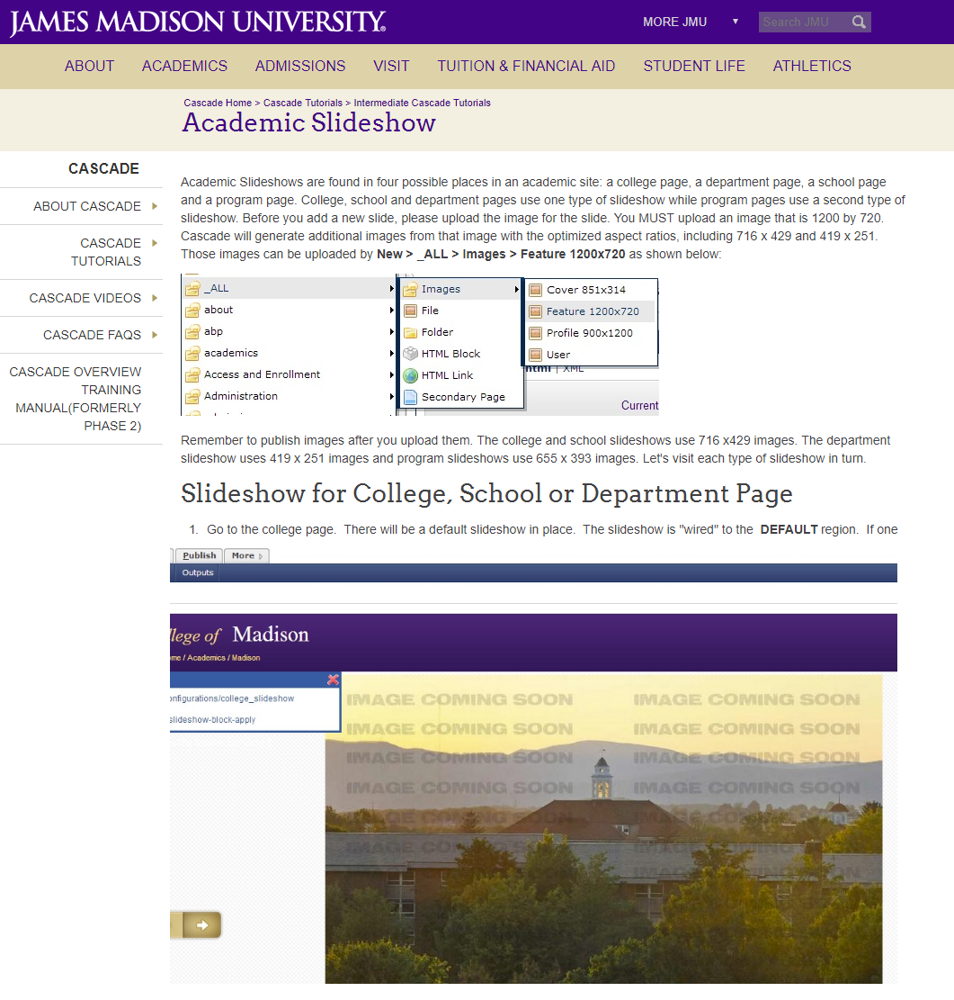 JAMES MADISON UNIVERSITY®
MORE JMU
Search JMU
ABOUT ACADEMICS ADMISSIONS VISIT TUITION & FINANCIAL AID STUDENT LIFE ATHLETICS
Cascade Home > Cascade Tutorials > Intermediate Cascade Tutorials
Academic Slideshow
CASCADE
ABOUT CASCADE
CASCADE
TUTORIALS
CASCADE VIDEOS
CASCADE FAQS
CASCADE OVERVIEW
TRAINING
MANUAL(FORMERLY
PHASE 2)
Academic Slideshows are found in four possible places in an academic site: a college page, a department page, a school page
and a program page. College, school and department pages use one type of slideshow while program pages use a second type of
slideshow. Before you add a new slide, please upload the image for the slide. You MUST upload an image that is 1200 by 720.
Cascade will generate additional images from that image with the optimized aspect ratios, including 716 x 429 and 419 x 251.
Those images can be uploaded by New > _ALL > Images > Feature 1200x720 as shown below:
_ALL
about
abp
academics
Access and Enrollment
Administration
Images
File
Folder
HTML Block
HTML Link
Secondary Page
Cover 851x314
Feature 1200x720
Profile 900x1200
User
html | XML
Current
Remember to publish images after you upload them. The college and school slideshows use 716 x429 images. The department
slideshow uses 419 x 251 images and program slideshows use 655 x 393 images. Let's visit each type of slideshow in turn.
Slideshow for College, School or Department Page
1. Go to the college page. There will be a default slideshow in place. The slideshow is "wired" to the DEFAULT region. If one
Publish More
Outputs
llege of Madison
me / Academics / Madison
onfigurations/college_slideshow
slideshow-block-apply
IMAGE COMING SOON IMAGE COMING SOON
IMAGE COMING SOON IMAGE COMING SOON
IMAGE COMING SOON IMAGE COMING SOON
IMAGE COMING SOON IMAGE COMING SOON